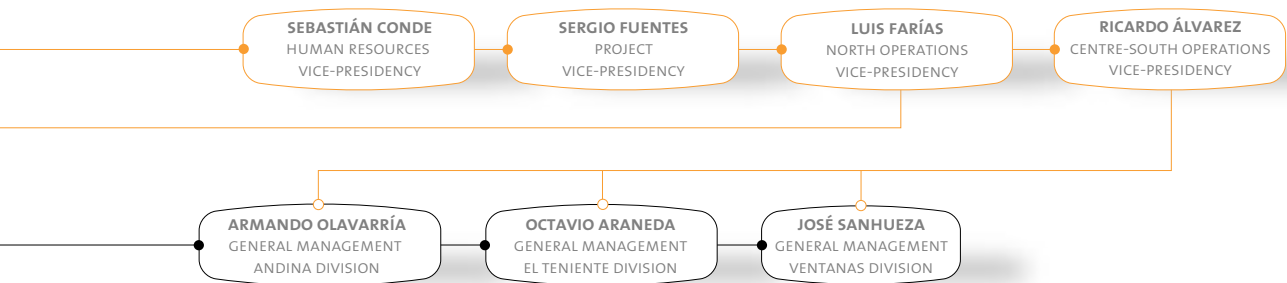 SEBASTIÁN CONDE
HUMAN RESOURCES
VICE-PRESIDENCY
SERGIO FUENTES
PROJECT
VICE-PRESIDENCY
LUIS FARÍAS
NORTH OPERATIONS
VICE-PRESIDENCY
RICARDO ÁLVAREZ
CENTRE-SOUTH OPERATIONS
VICE-PRESIDENCY
ARMANDO OLAVARRÍA
GENERAL MANAGEMENT
ANDINA DIVISION
OCTAVIO ARANEDA
GENERAL MANAGEMENT
EL TENIENTE DIVISION
JOSÉ SANHUEZA
GENERAL MANAGEMENT
VENTANAS DIVISION